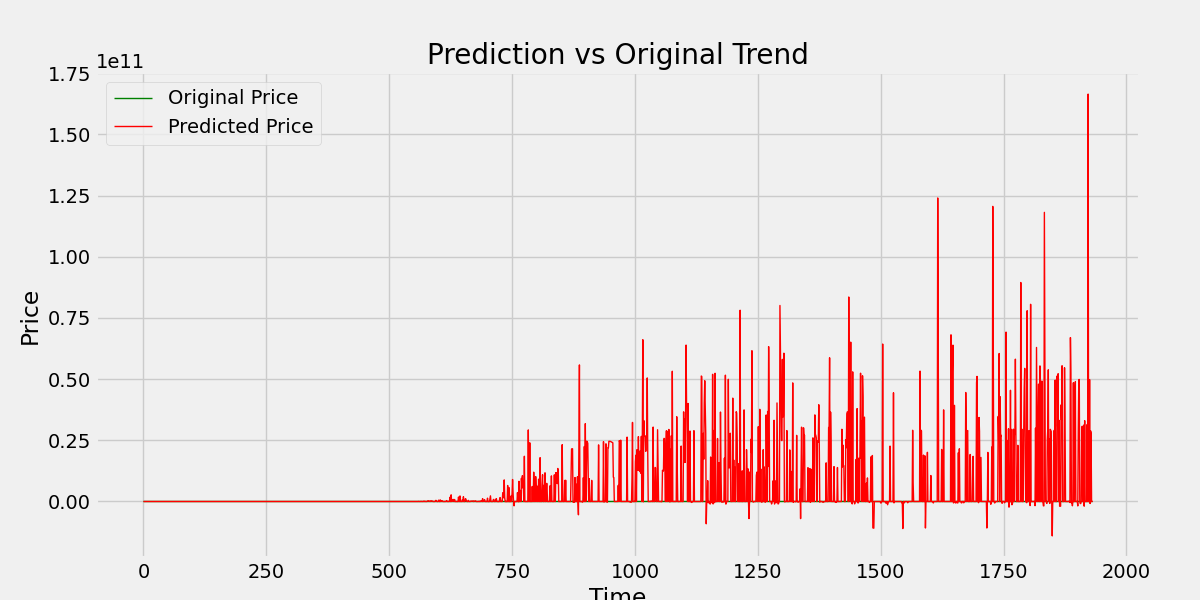 Prediction vs Original Trend
1e11
1.75
1.50
1.25
1.00
0.75
0.50
0.25
0.00
Price
Original Price
Predicted Price
0 250 500 750 1000 1250 1500 1750 2000
Time